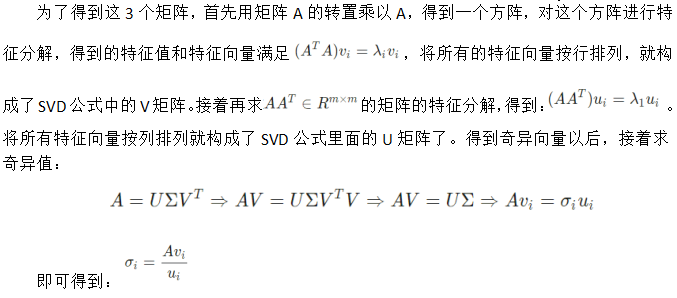 为了得到这 3 个矩阵，首先用矩阵 A 的转置乘以 A，得到一个方阵，对这个方阵进行特
征分解，得到的特征值和特征向量满足 $(A^T A)v_i = \lambda_i v_i$，将所有的特征向量按行排列，就构
成了 SVD 公式中的 V 矩阵。接着再求 $AA^T \in R^{m \times m}$ 的矩阵的特征分解，得到：$(AA^T)u_i = \lambda_1 u_i$ 。
将所有特征向量按列排列就构成了 SVD 公式里面的 U 矩阵了。得到奇异向量以后，接着求
奇异值：
$A = U\Sigma V^T \Rightarrow AV = U\Sigma V^T V \Rightarrow AV = U\Sigma \Rightarrow Av_i = \sigma_i u_i$
即可得到： $\sigma_i = \frac{Av_i}{u_i}$